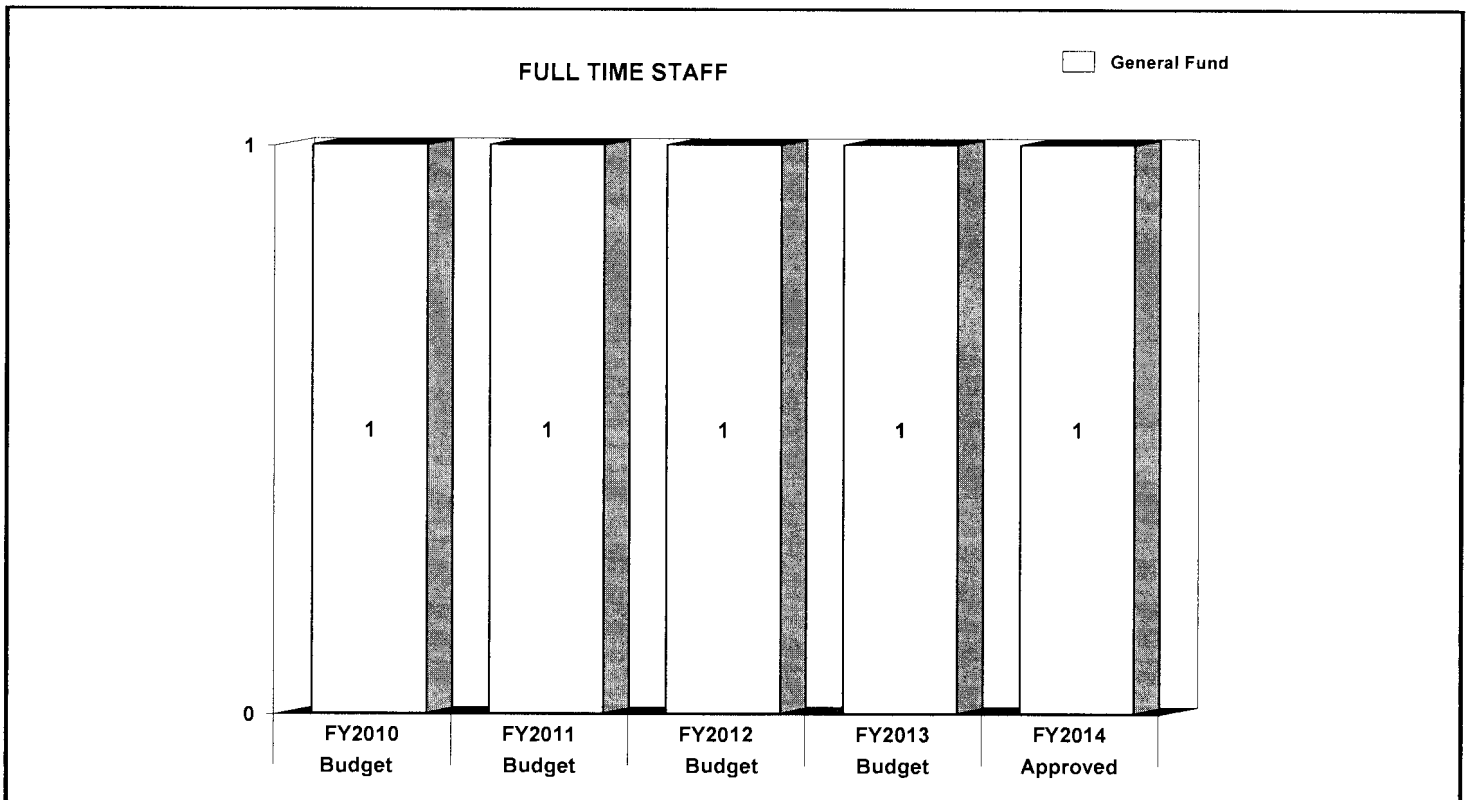 FULL TIME STAFF
General Fund
1
1 1 1 1 1
0
FY2010 FY2011 FY2012 FY2013 FY2014
Budget Budget Budget Budget Approved